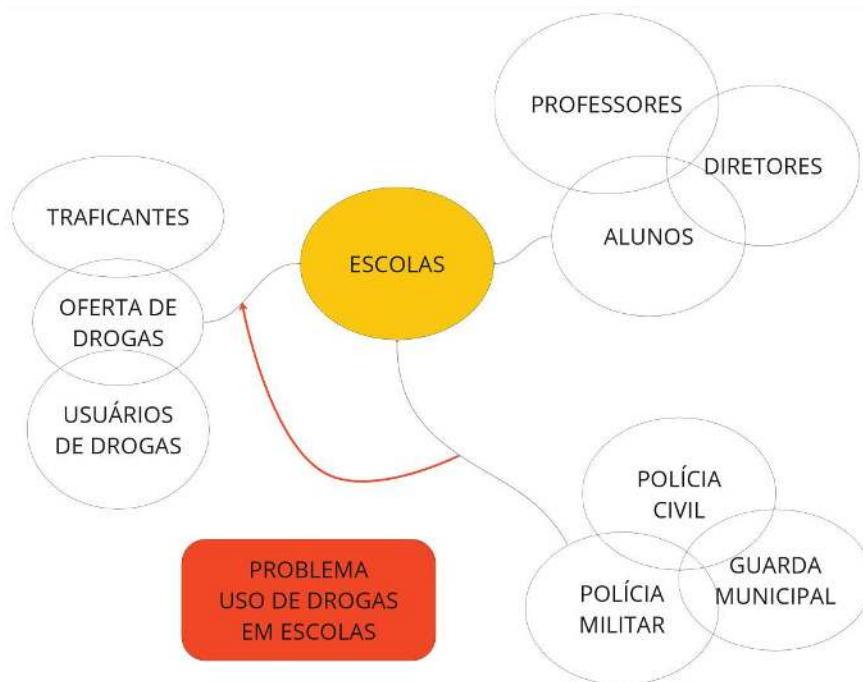 PROFESSORES
DIRETORES
ALUNOS
TRAFICANTES
ESCOLAS
OFERTA DE
DROGAS
USUÁRIOS
DE DROGAS
POLÍCIA
CIVIL
GUARDA
MUNICIPAL
POLÍCIA
MILITAR
PROBLEMA
USO DE DROGAS
EM ESCOLAS